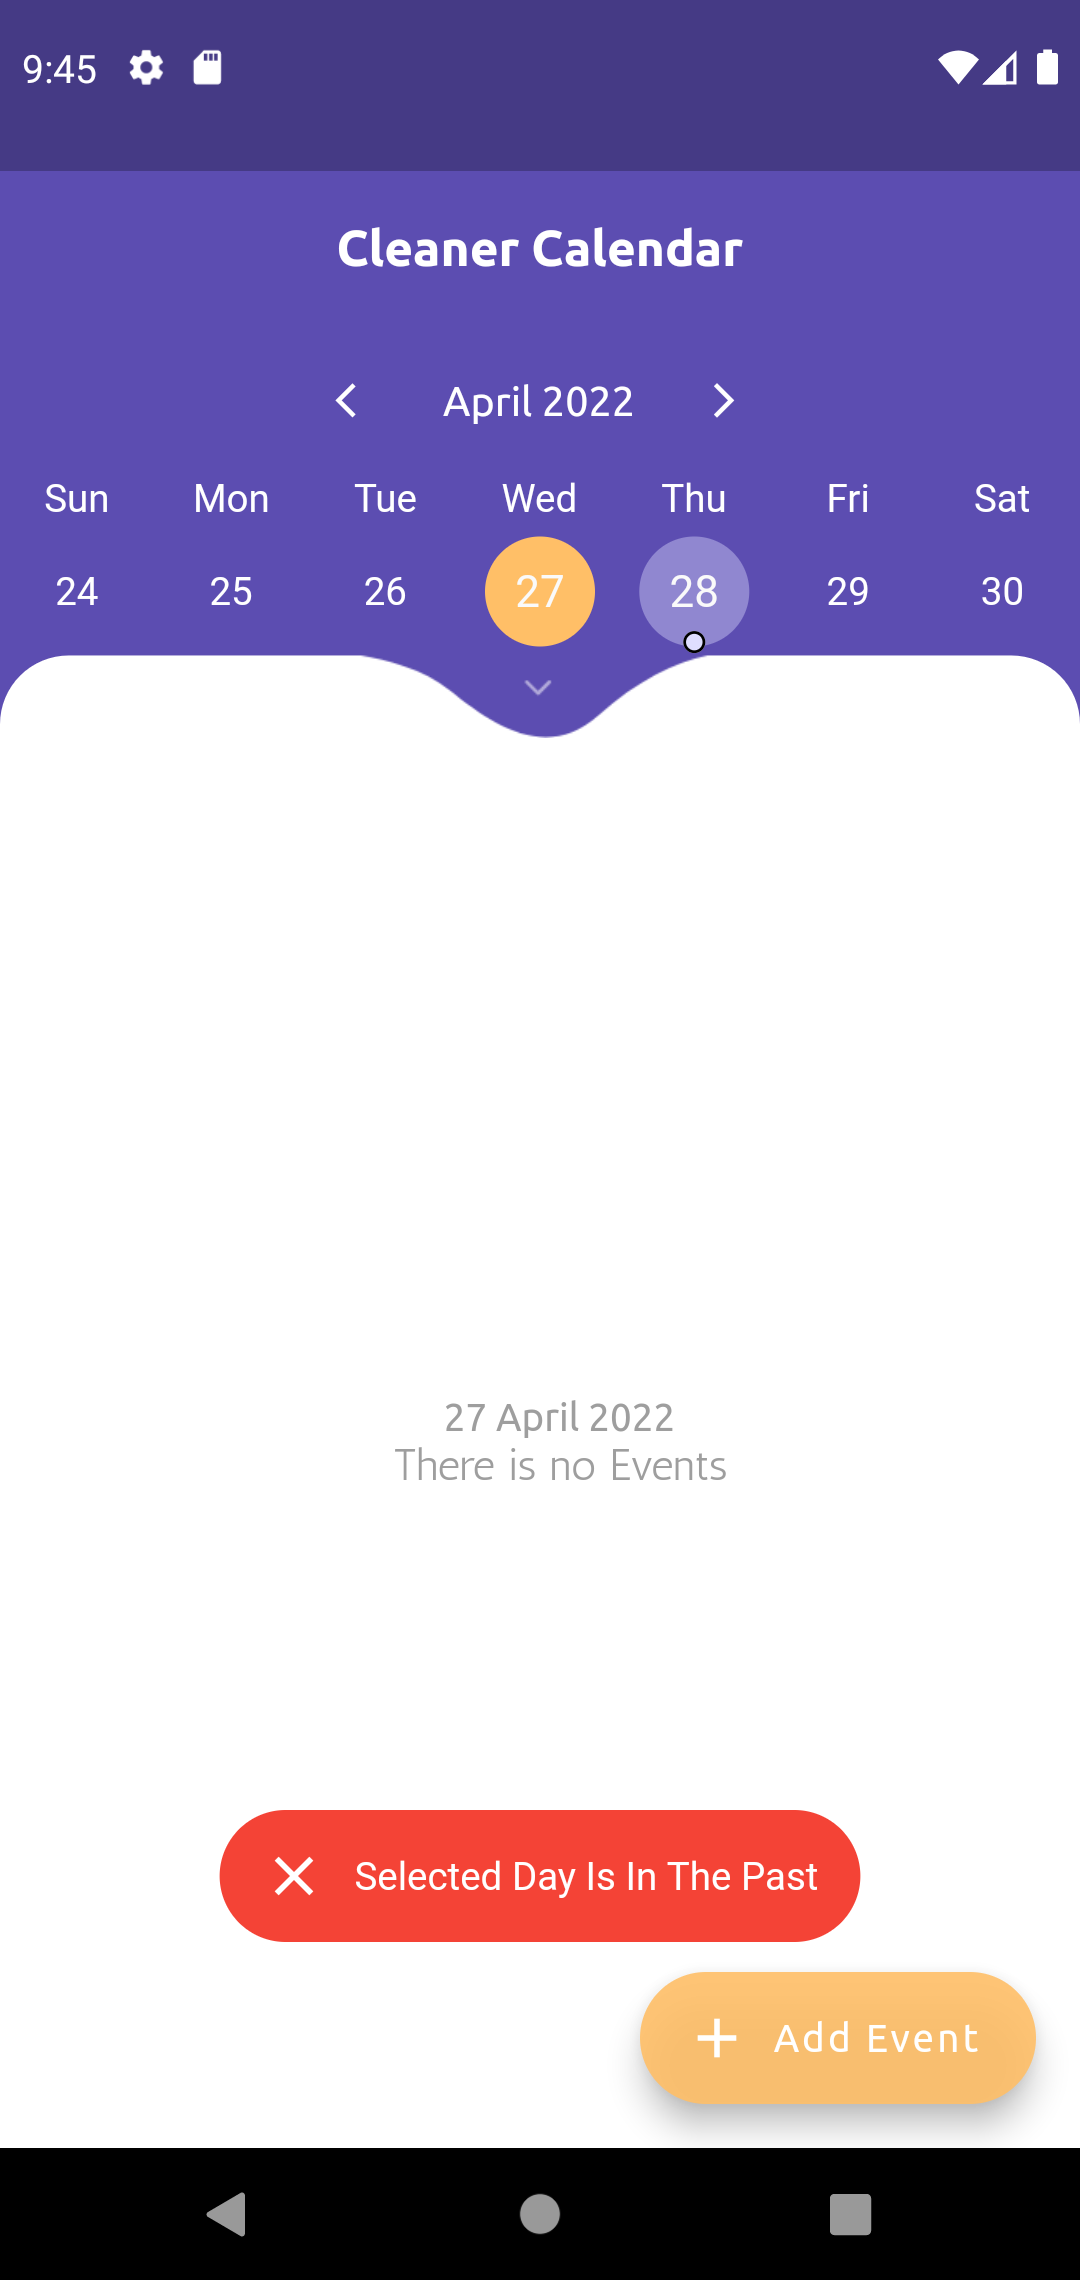 9:45
Cleaner Calendar
April 2022
Sun Mon Tue Wed Thu Fri Sat
24 25 26 27 28 29 30
27 April 2022
There is no Events
Selected Day Is In The Past
Add Event